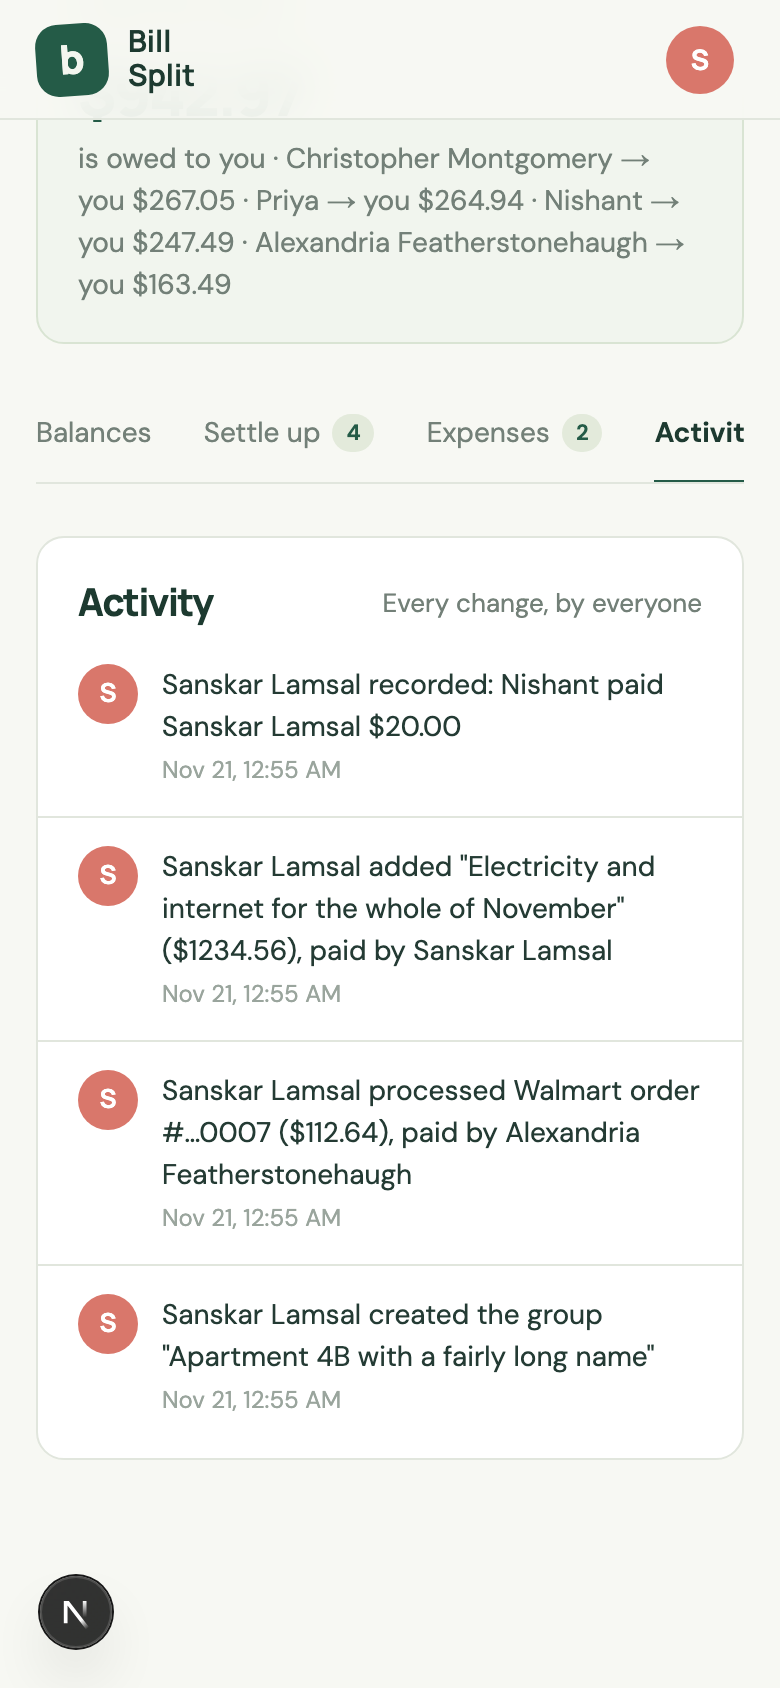 b
Bill
Split
S
is owed to you · Christopher Montgomery →
you $267.05 · Priya → you $264.94 · Nishant →
you $247.49 · Alexandria Featherstonehaugh →
you $163.49
Balances Settle up 4 Expenses 2 Activit
Activity Every change, by everyone
S
Sanskar Lamsal recorded: Nishant paid
Sanskar Lamsal $20.00
Nov 21, 12:55 AM
S
Sanskar Lamsal added "Electricity and
internet for the whole of November"
($1234.56), paid by Sanskar Lamsal
Nov 21, 12:55 AM
S
Sanskar Lamsal processed Walmart order
#…0007 ($112.64), paid by Alexandria
Featherstonehaugh
Nov 21, 12:55 AM
S
Sanskar Lamsal created the group
"Apartment 4B with a fairly long name"
Nov 21, 12:55 AM
N